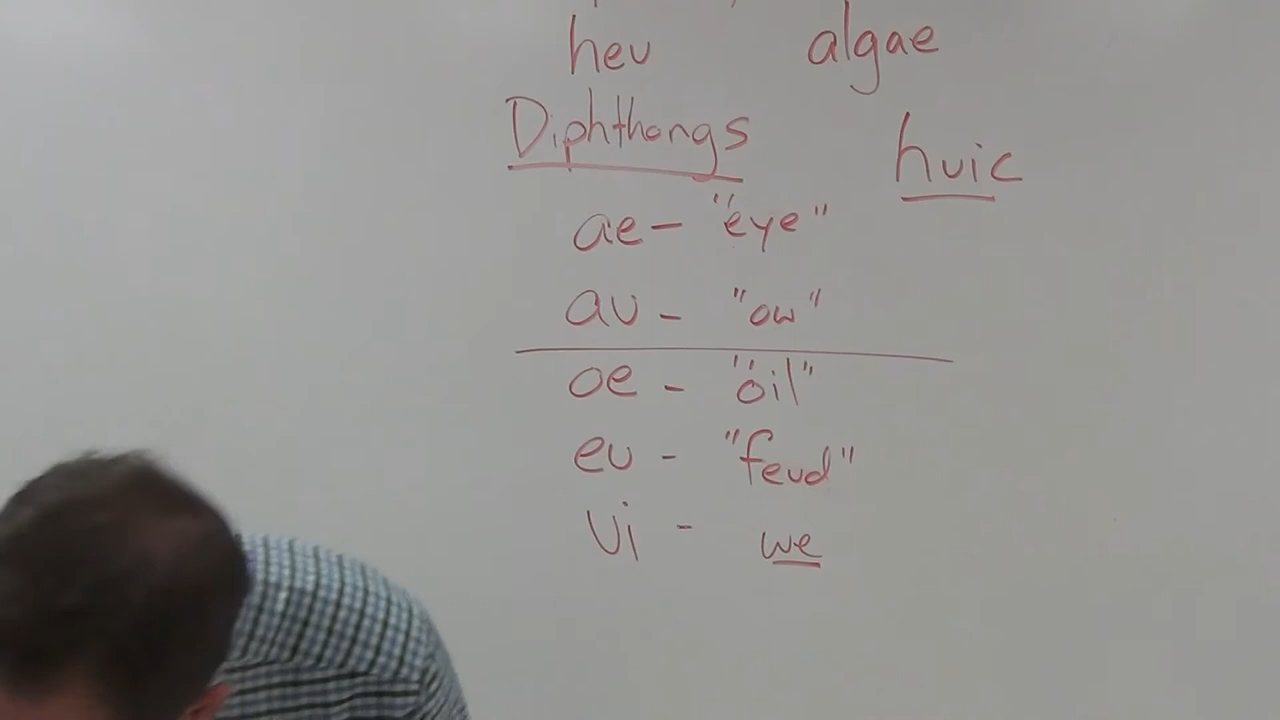 heu algae
Diphthongs
huic
ae - "eye"
au - "ow"
oe - "oil"
eu - "feud"
ui - we